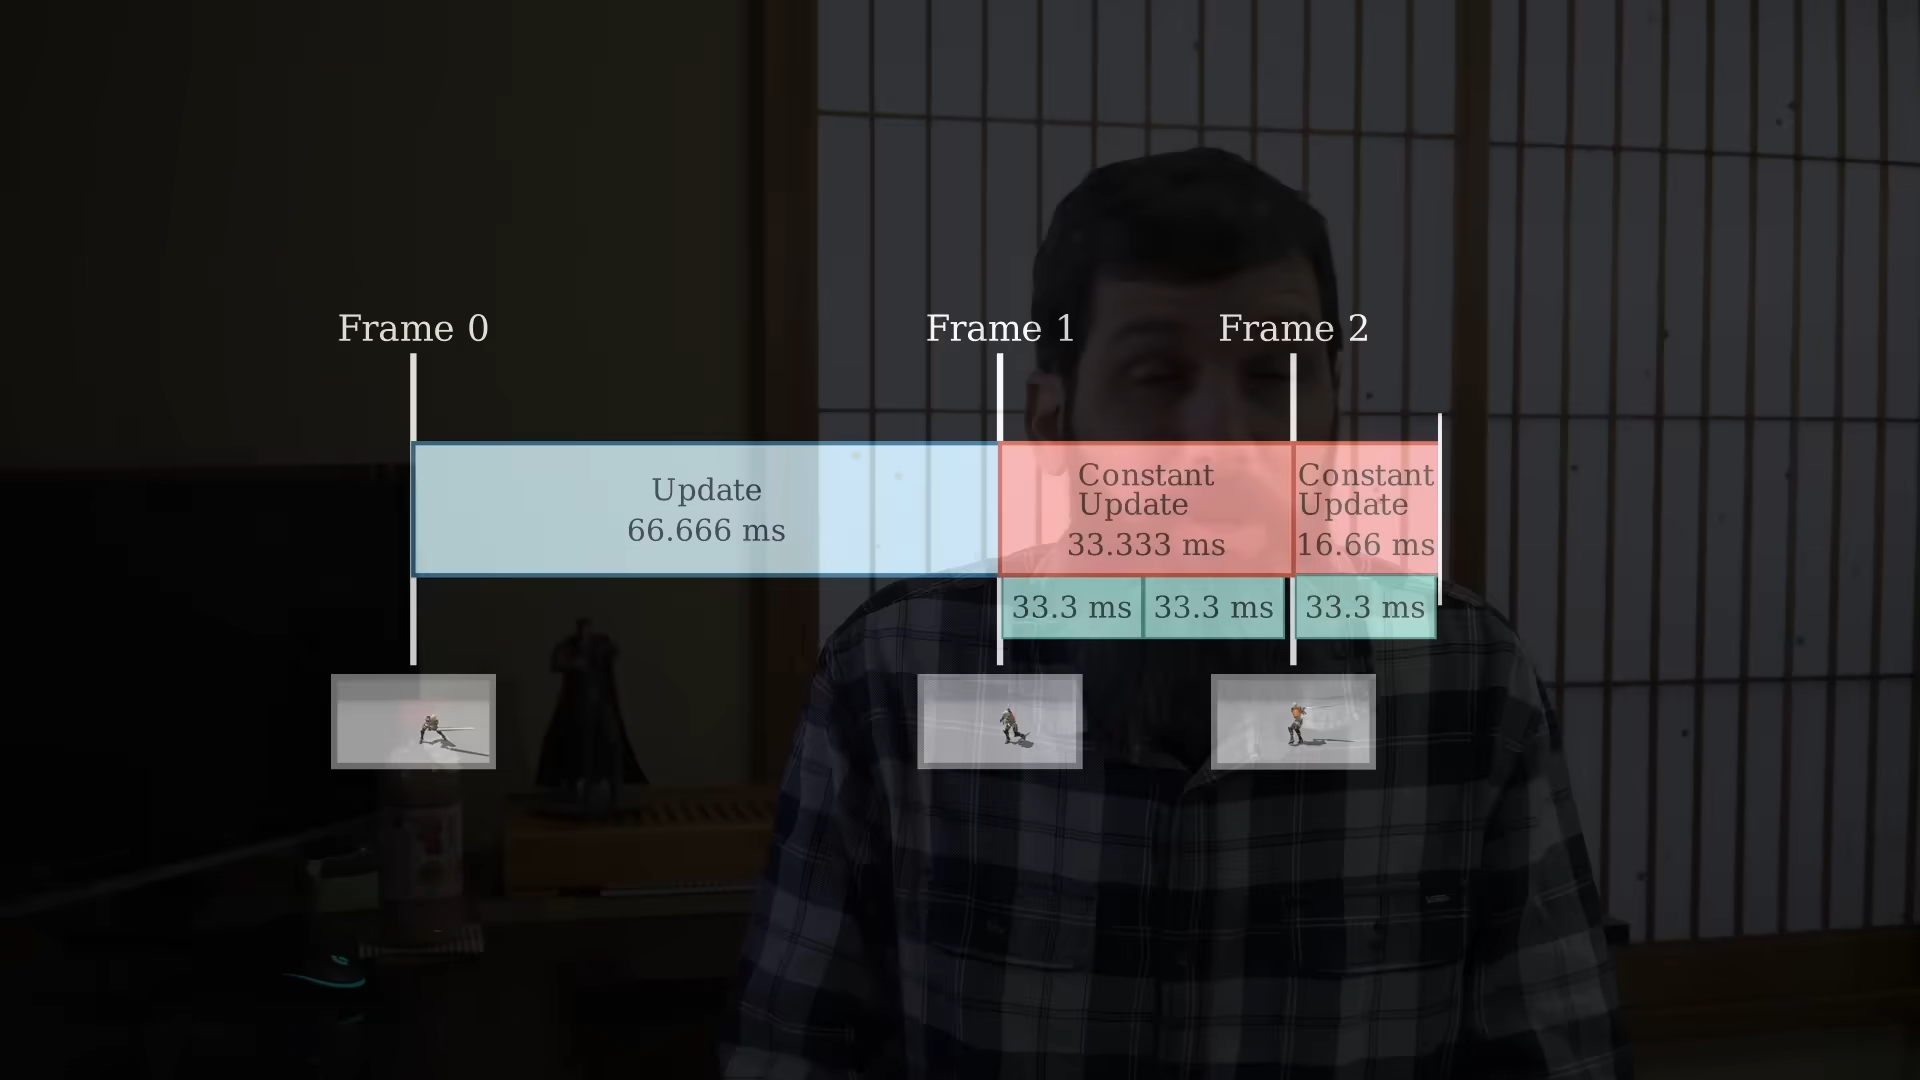 Frame 0
Frame 1
Frame 2
Update
66.666 ms
Constant
Update
33.333 ms
Constant
Update
16.66 ms
33.3 ms
33.3 ms
33.3 ms